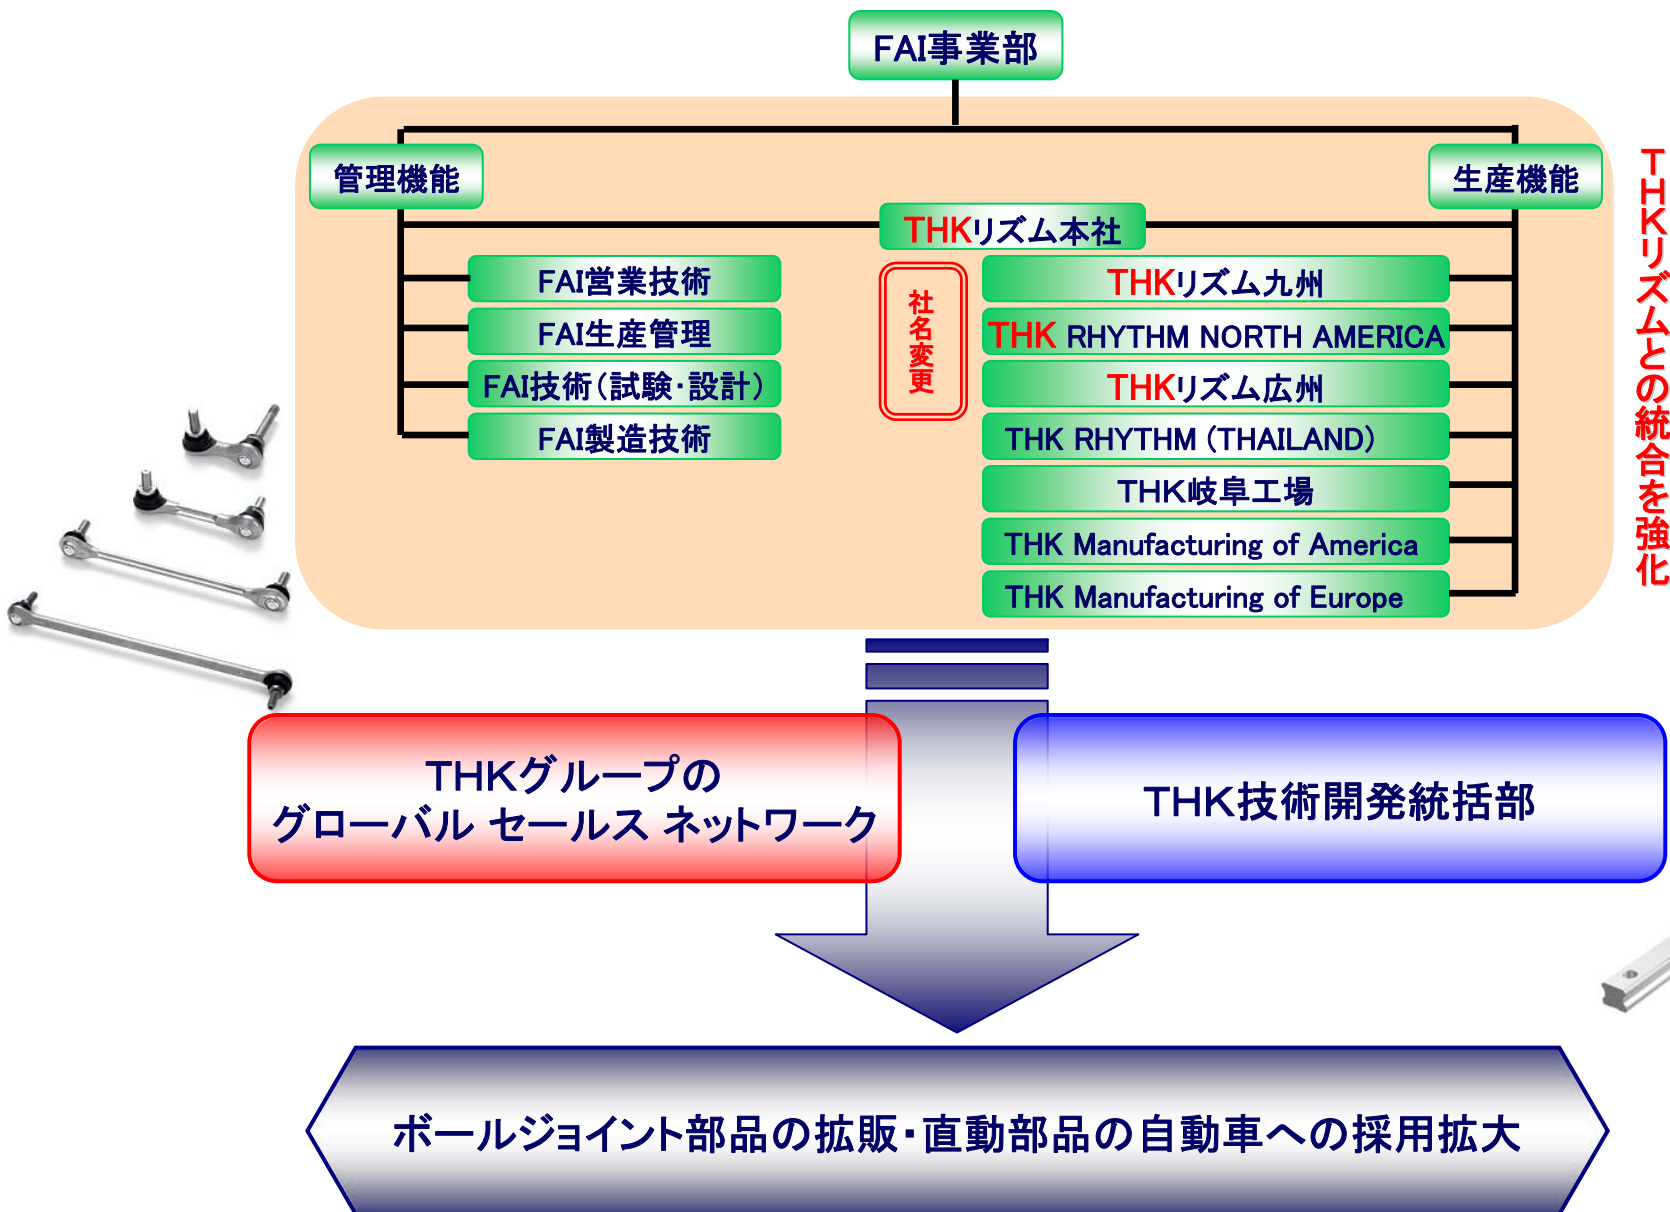 FAI事業部
管理機能
生産機能
THKリズム本社
FAI営業技術
FAI生産管理
FAI技術(試験・設計)
FAI製造技術
社名変更
THKリズム九州
THK RHYTHM NORTH AMERICA
THKリズム広州
THK RHYTHM (THAILAND)
THK岐阜工場
THK Manufacturing of America
THK Manufacturing of Europe
THKリズムとの統合を強化
THKグループの
グローバル セールス ネットワーク
THK技術開発統括部
ボールジョイント部品の拡販・直動部品の自動車への採用拡大